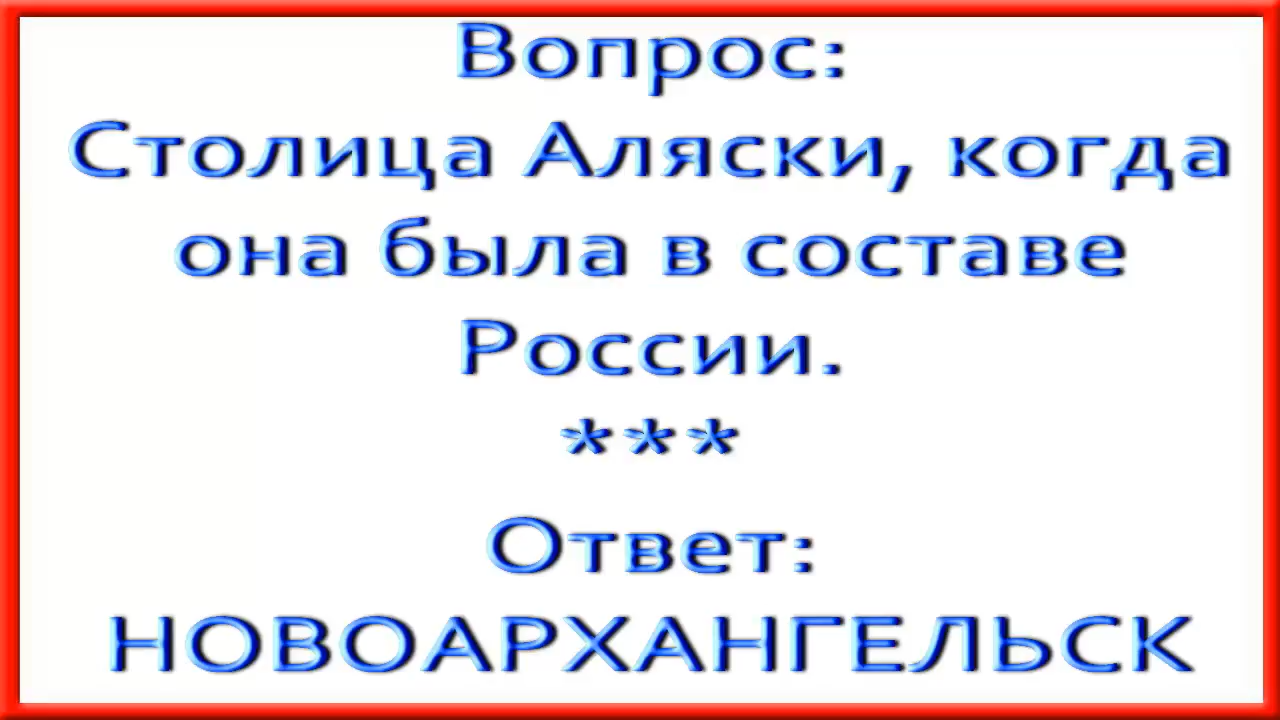 Вопрос:
Столица Аляски, когда
она была в составе
России.
***
Ответ:
НОВОАРХАНГЕЛЬСК